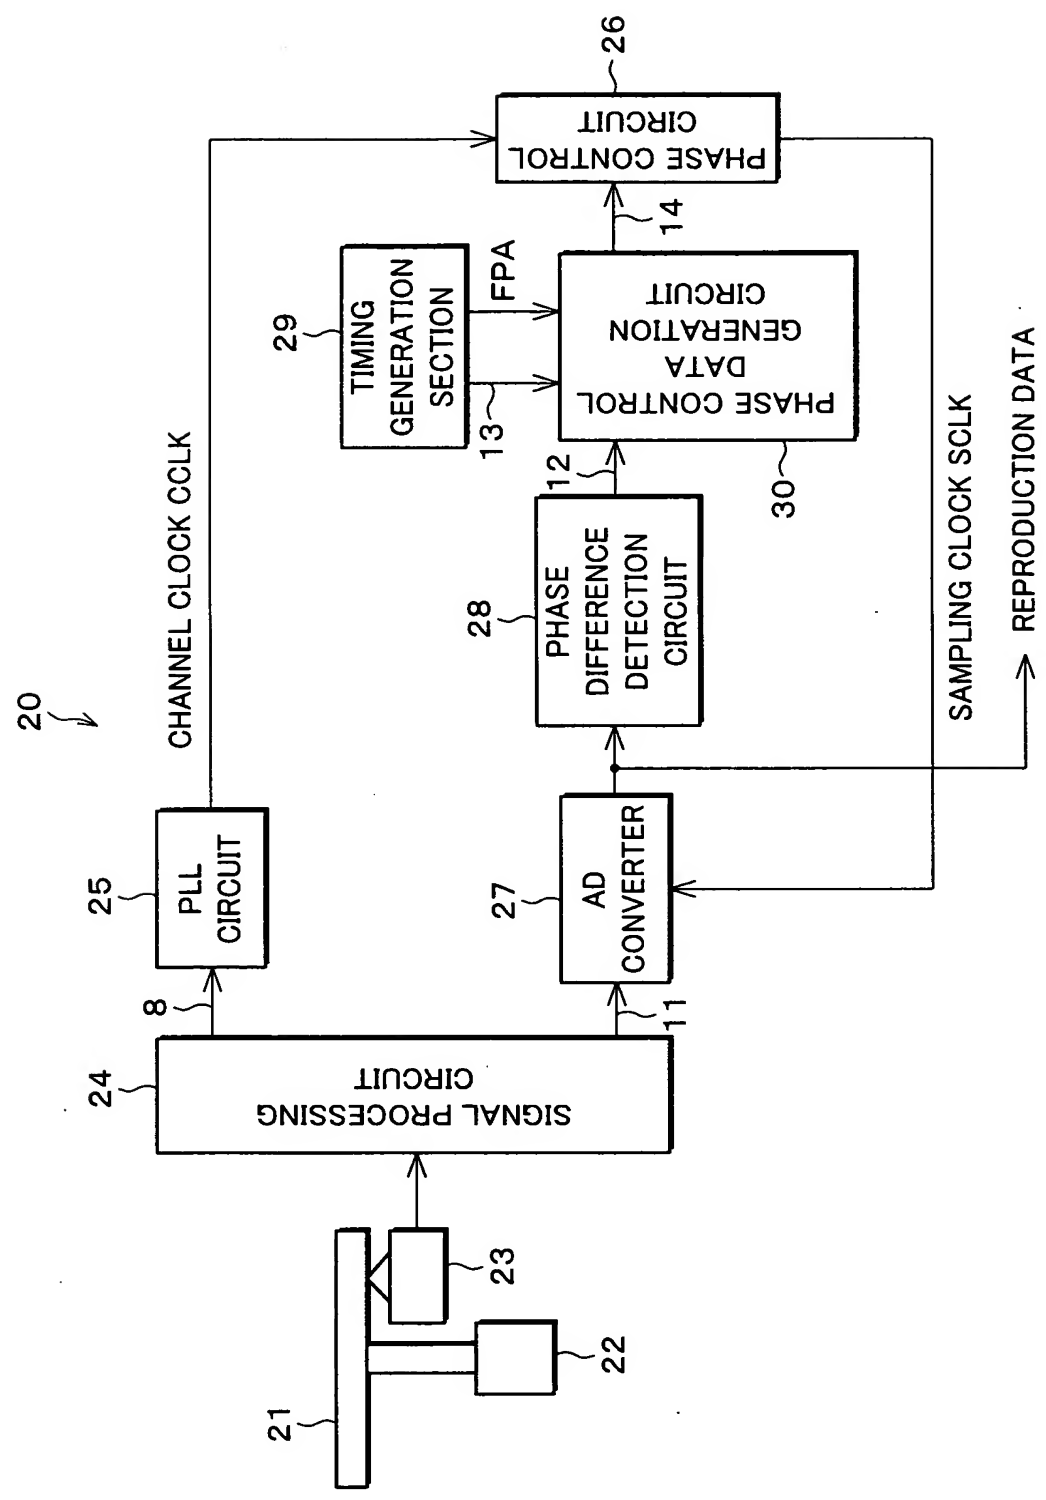 20
CHANNEL CLOCK CCLK
25
PLL
CIRCUIT
8
24
SIGNAL PROCESSING
CIRCUIT
21
22
23
11
27
AD
CONVERTER
28
PHASE
DIFFERENCE
DETECTION
CIRCUIT
12
29
TIMING
GENERATION
SECTION
13
FPA
PHASE CONTROL
DATA
GENERATION
CIRCUIT
30
14
26
PHASE CONTROL
CIRCUIT
SAMPLING CLOCK SCLK
REPRODUCTION DATA